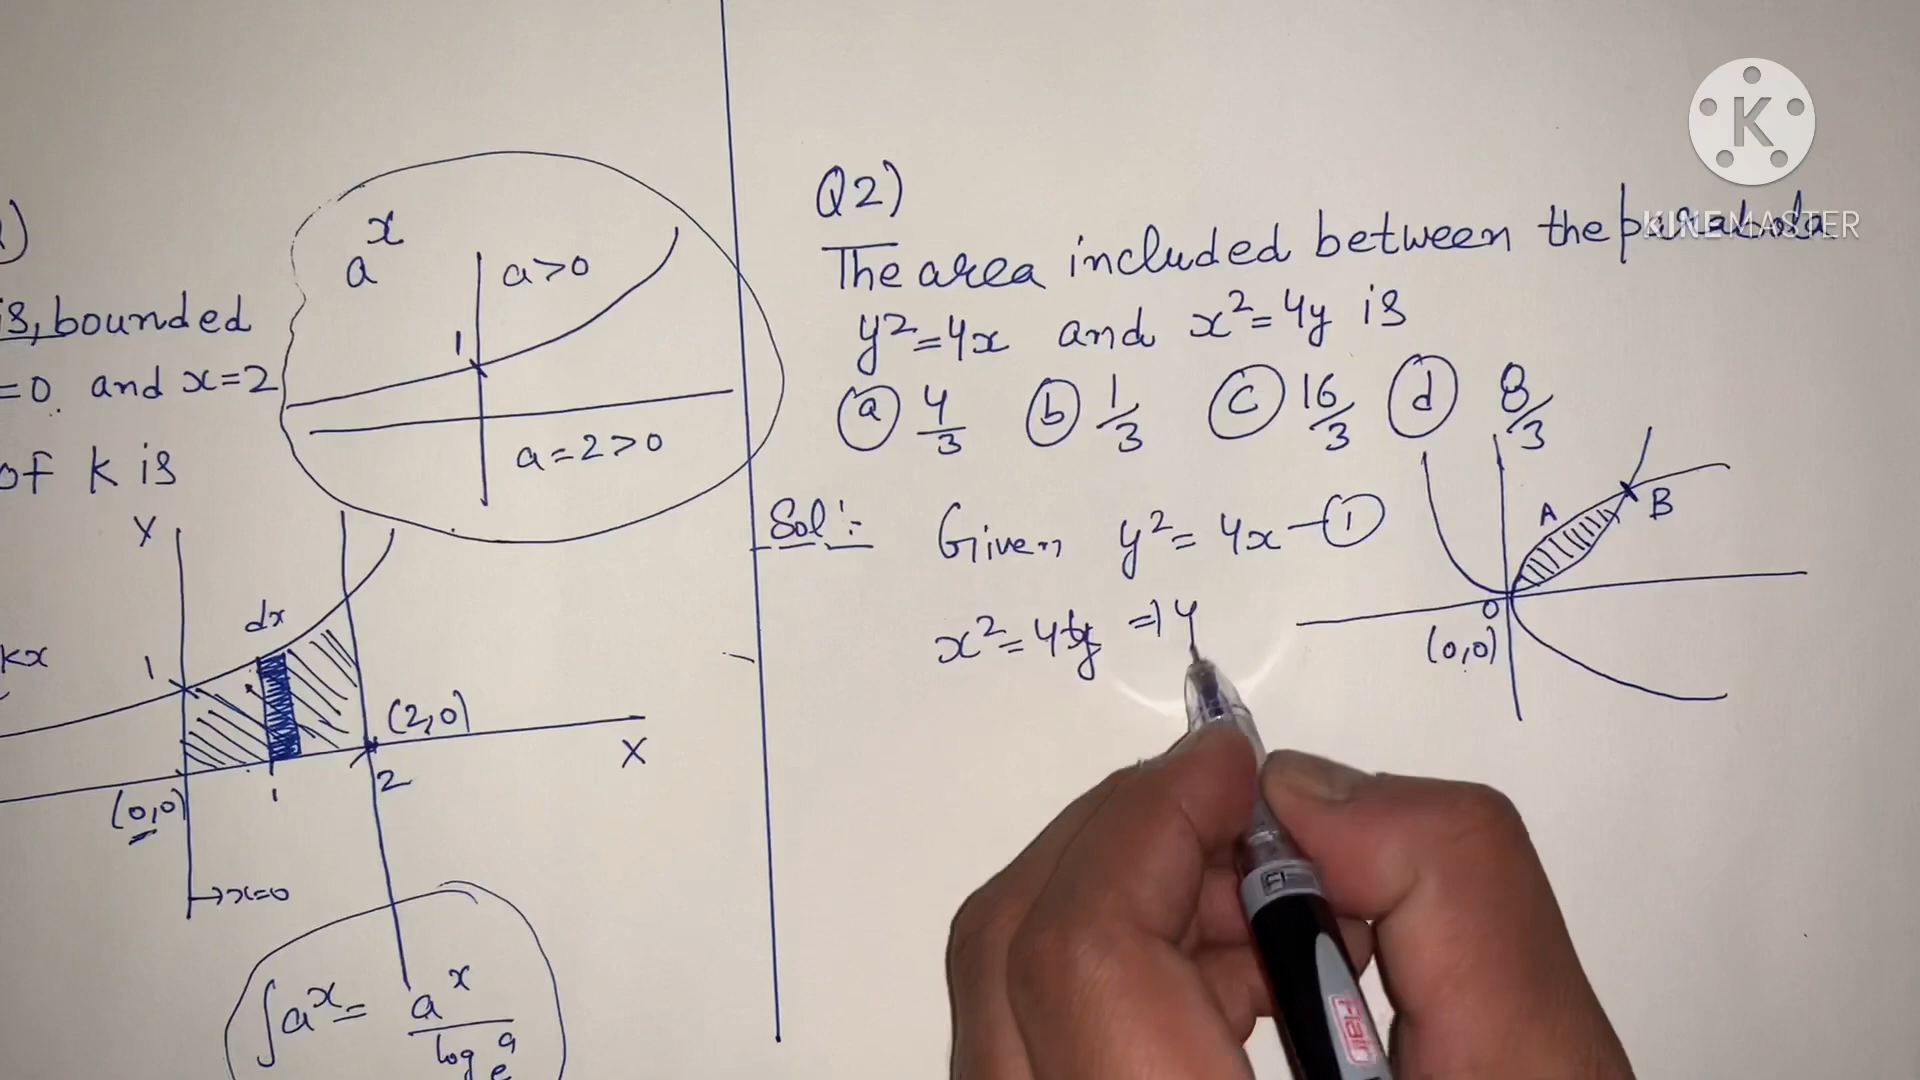 is, bounded
=0 and x=2
of K is
a^x
a>0
1
a=2>0
Y
dx
kx
1
(2,0)
X
(0,0)
1
2
→x=0
∫a^x = a^x / log_e a
Q2)
The area included between the parabola
y²=4x and x²=4y is
(a) 4/3 (b) 1/3 (c) 16/3 (d) 8/3
Sol':-
Given y²=4x —(1)
x²=4y ⇒ y
A
B
O
(0,0)
K
KINEMASTER